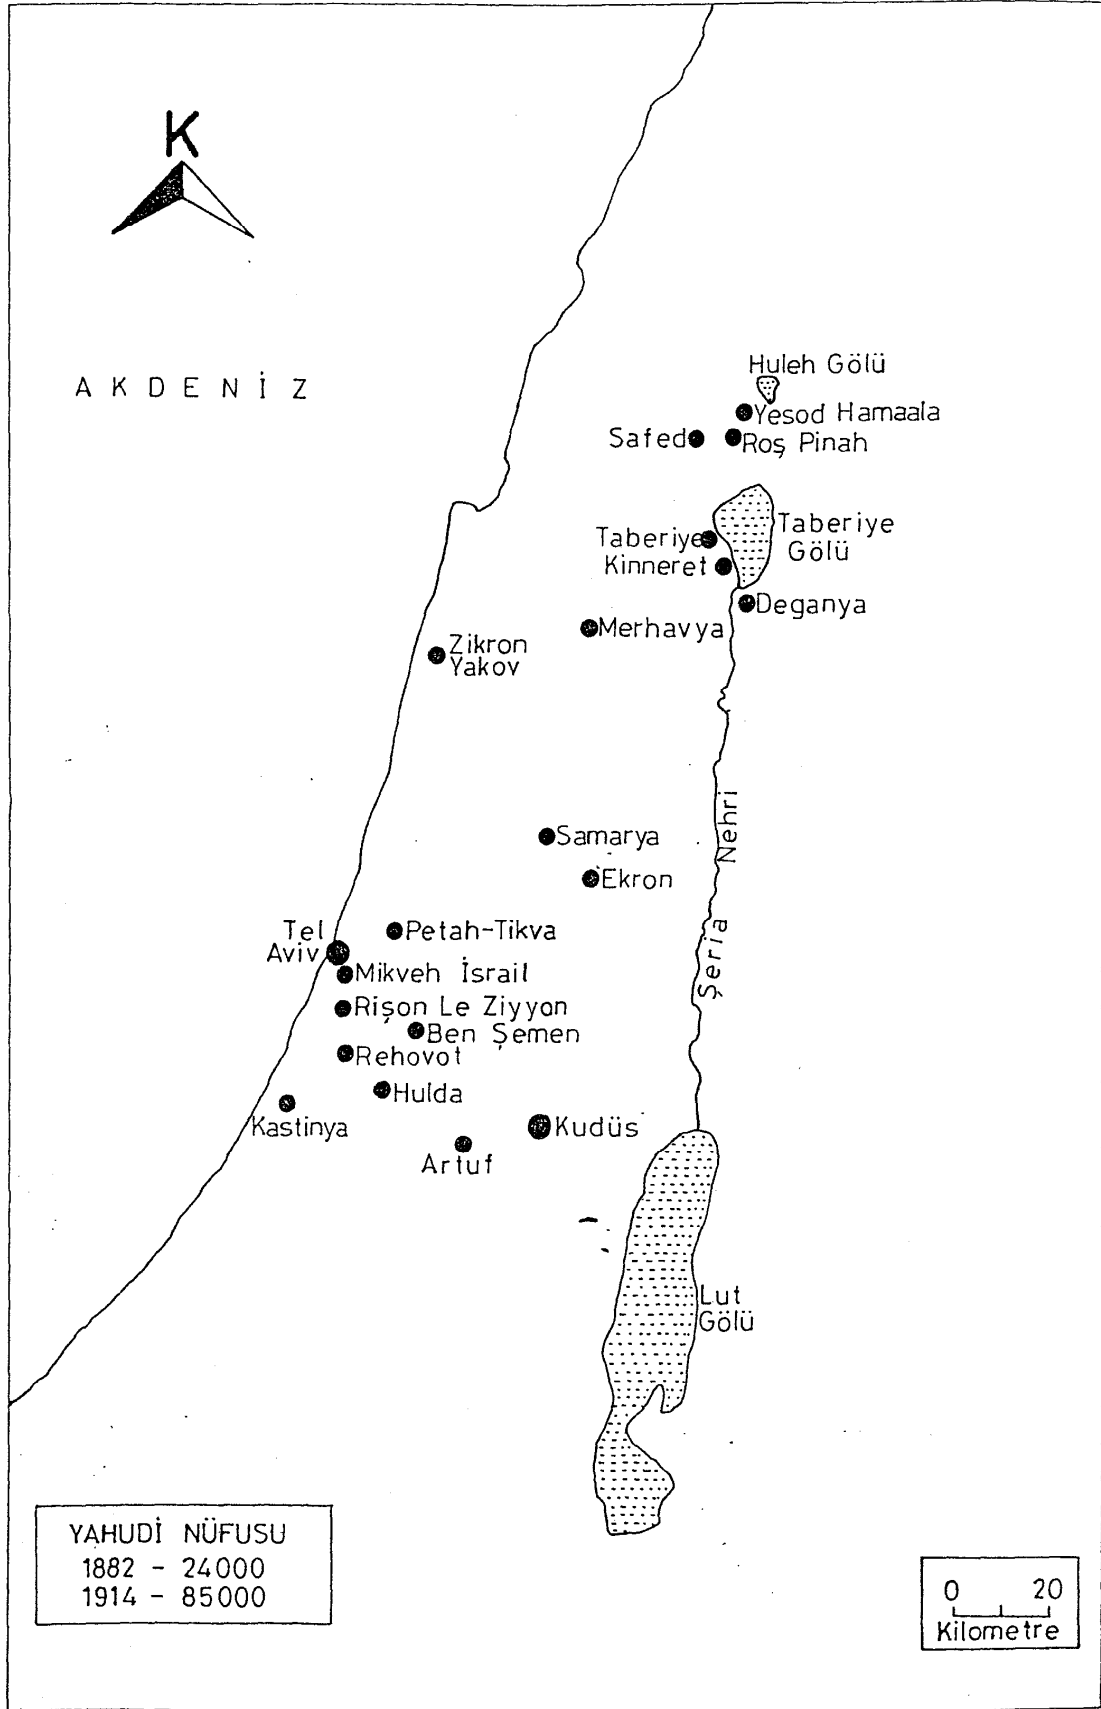 K
AKDENİZ
Huleh Gölü
Yesod Hamaala
Safed
Roş Pinah
Taberiye
Gölü
Taberiye
Kinneret
Deganya
Merhavya
Zikron
Yakov
Samarya
Ekron
Şeria Nehri
Petah-Tikva
Tel
Aviv
Mikveh İsrail
Rişon Le Ziyyon
Ben Şemen
Rehovot
Hulda
Kastinya
Kudüs
Artuf
Lut
Gölü
YAHUDİ NÜFUSU
1882 - 24000
1914 - 85000
0 20
Kilometre